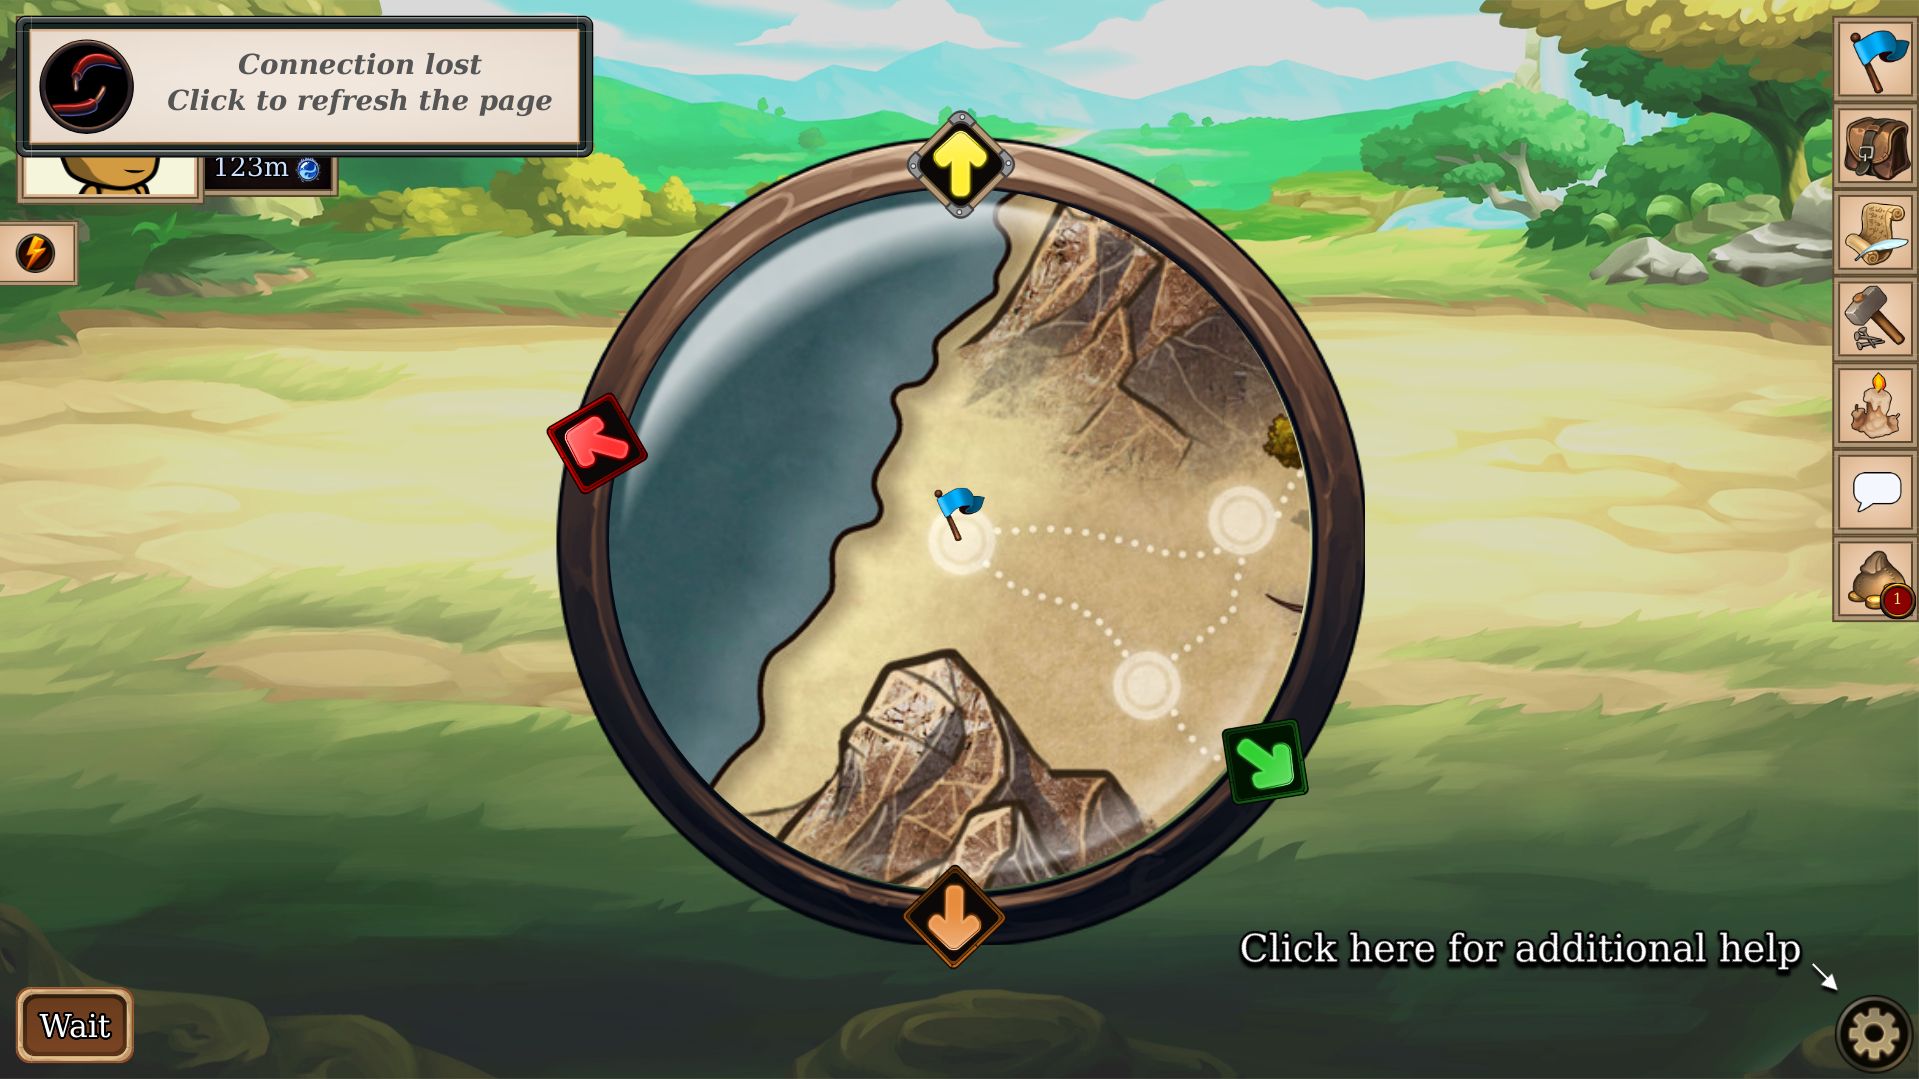 Connection lost
Click to refresh the page
123m
1
Click here for additional help
Wait